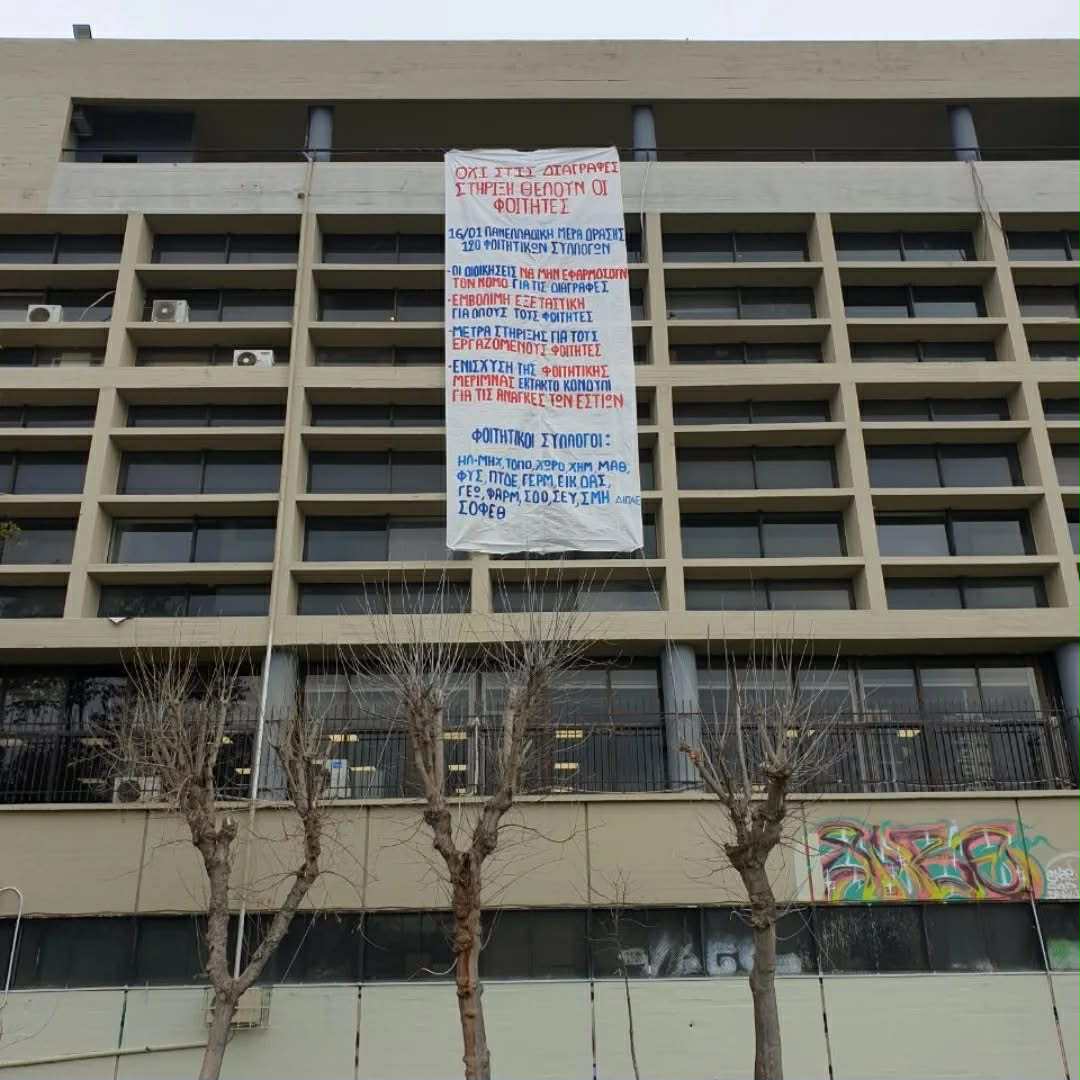 ΟΧΙ ΣΤΙΣ ΔΙΑΓΡΑΦΕΣ
ΣΤΗΡΙΞΗ ΘΕΛΟΥΝ ΟΙ
ΦΟΙΤΗΤΕΣ
16/01 ΠΑΝΕΛΛΑΔΙΚΗ ΜΕΡΑ ΔΡΑΣΗΣ
120 ΦΟΙΤΗΤΙΚΩΝ ΣΥΛΛΟΓΩΝ
-ΟΙ ΔΙΟΙΚΗΣΕΙΣ ΝΑ ΜΗΝ ΕΦΑΡΜΟΣΟΥΝ
ΤΟΝ ΝΟΜΟ ΓΙΑ ΤΙΣ ΔΙΑΓΡΑΦΕΣ
-ΕΜΒΟΛΙΜΗ ΕΞΕΤΑΣΤΙΚΗ
ΓΙΑ ΟΛΟΥΣ ΤΟΥΣ ΦΟΙΤΗΤΕΣ
-ΜΕΤΡΑ ΣΤΗΡΙΞΗΣ ΓΙΑ ΤΟΥΣ
ΕΡΓΑΖΟΜΕΝΟΥΣ ΦΟΙΤΗΤΕΣ
-ΕΝΙΣΧΥΣΗ ΤΗΣ ΦΟΙΤΗΤΙΚΗΣ
ΜΕΡΙΜΝΑΣ ΕΚΤΑΚΤΟ ΚΟΝΔΥΛΙ
ΓΙΑ ΤΙΣ ΑΝΑΓΚΕΣ ΤΩΝ ΕΣΤΙΩΝ
ΦΟΙΤΗΤΙΚΟΙ ΣΥΛΛΟΓΟΙ:
ΗΛ-ΜΗΧ, ΤΟΠΟ, ΧΩΡΟ, ΧΗΜ, ΜΑΘ,
ΦΥΣ, ΠΤΔΕ, ΓΕΡΜ, ΕΙΚ, ΟΑΣ,
ΓΕΩ, ΦΑΡΜ, ΣΟΔ, ΣΕΥ, ΣΜΗ ΔΙΠΑΕ
ΣΟΦΕΘ